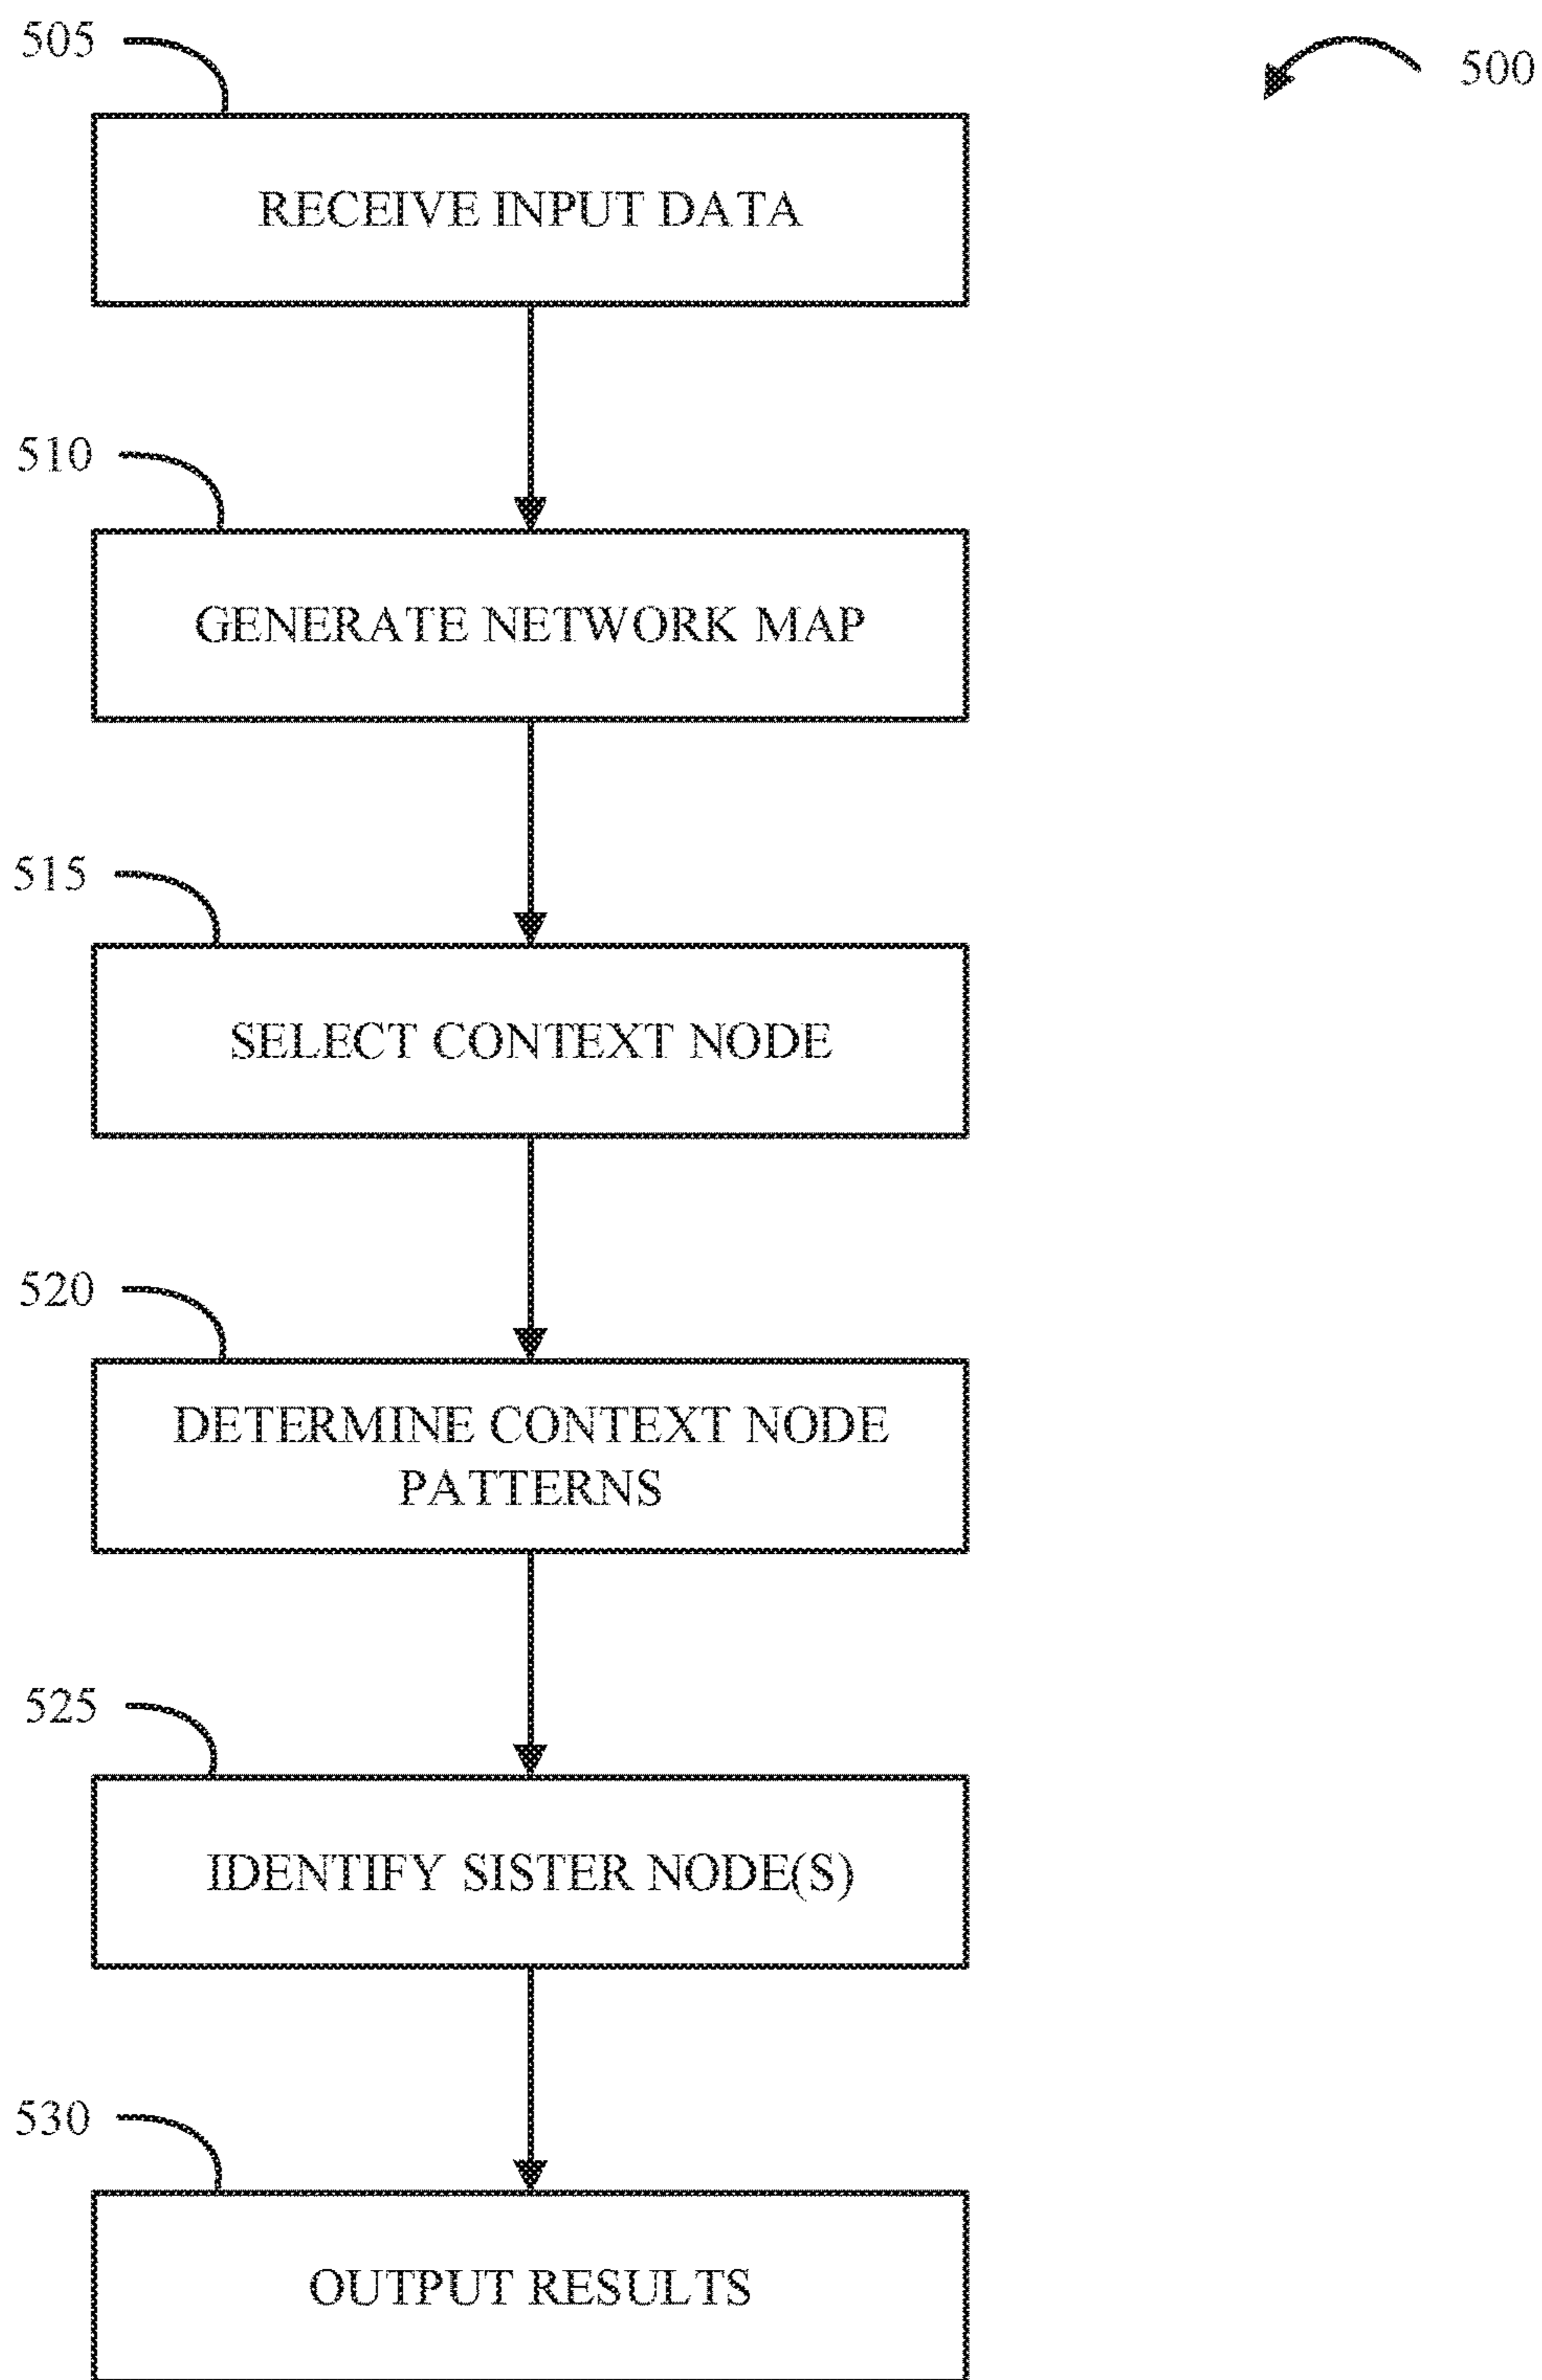 505
500
RECEIVE INPUT DATA
510
GENERATE NETWORK MAP
515
SELECT CONTEXT NODE
520
DETERMINE CONTEXT NODE
PATTERNS
525
IDENTIFY SISTER NODE(S)
530
OUTPUT RESULTS